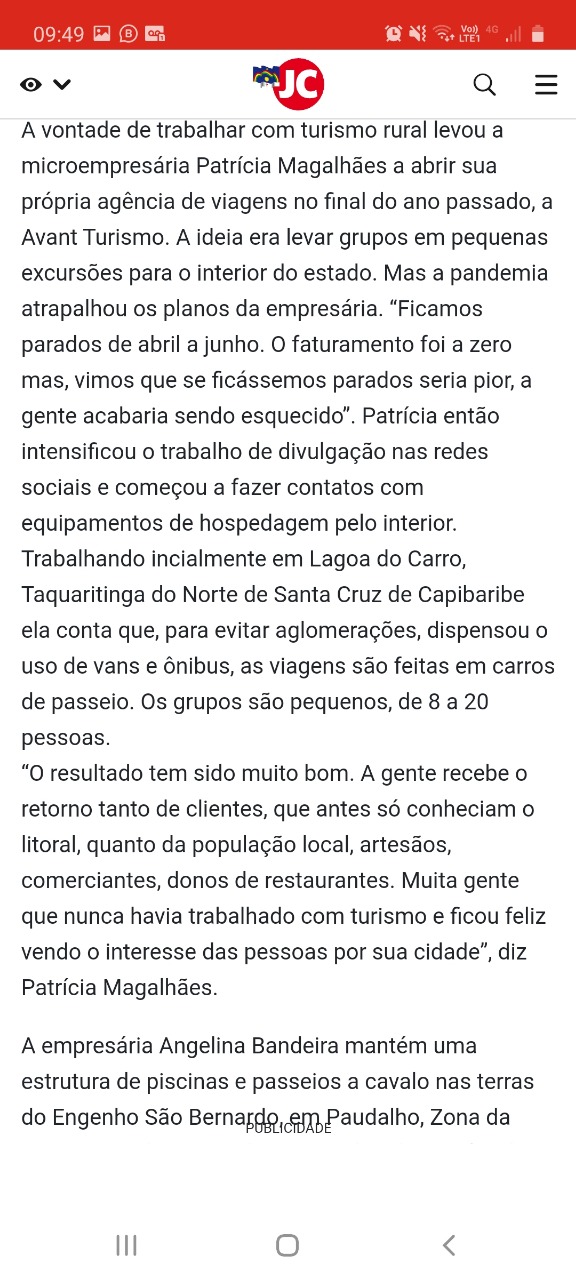 09:49
Vo)) 4G
LTE1
JC
A vontade de trabalhar com turismo rural levou a
microempresária Patrícia Magalhães a abrir sua
própria agência de viagens no final do ano passado, a
Avant Turismo. A ideia era levar grupos em pequenas
excursões para o interior do estado. Mas a pandemia
atrapalhou os planos da empresária. “Ficamos
parados de abril a junho. O faturamento foi a zero
mas, vimos que se ficássemos parados seria pior, a
gente acabaria sendo esquecido”. Patrícia então
intensificou o trabalho de divulgação nas redes
sociais e começou a fazer contatos com
equipamentos de hospedagem pelo interior.
Trabalhando incialmente em Lagoa do Carro,
Taquaritinga do Norte de Santa Cruz de Capibaribe
ela conta que, para evitar aglomerações, dispensou o
uso de vans e ônibus, as viagens são feitas em carros
de passeio. Os grupos são pequenos, de 8 a 20
pessoas.
“O resultado tem sido muito bom. A gente recebe o
retorno tanto de clientes, que antes só conheciam o
litoral, quanto da população local, artesãos,
comerciantes, donos de restaurantes. Muita gente
que nunca havia trabalhado com turismo e ficou feliz
vendo o interesse das pessoas por sua cidade”, diz
Patrícia Magalhães.
A empresária Angelina Bandeira mantém uma
estrutura de piscinas e passeios a cavalo nas terras
do Engenho São Bernardo, em Paudalho, Zona da
PUBLICIDADE